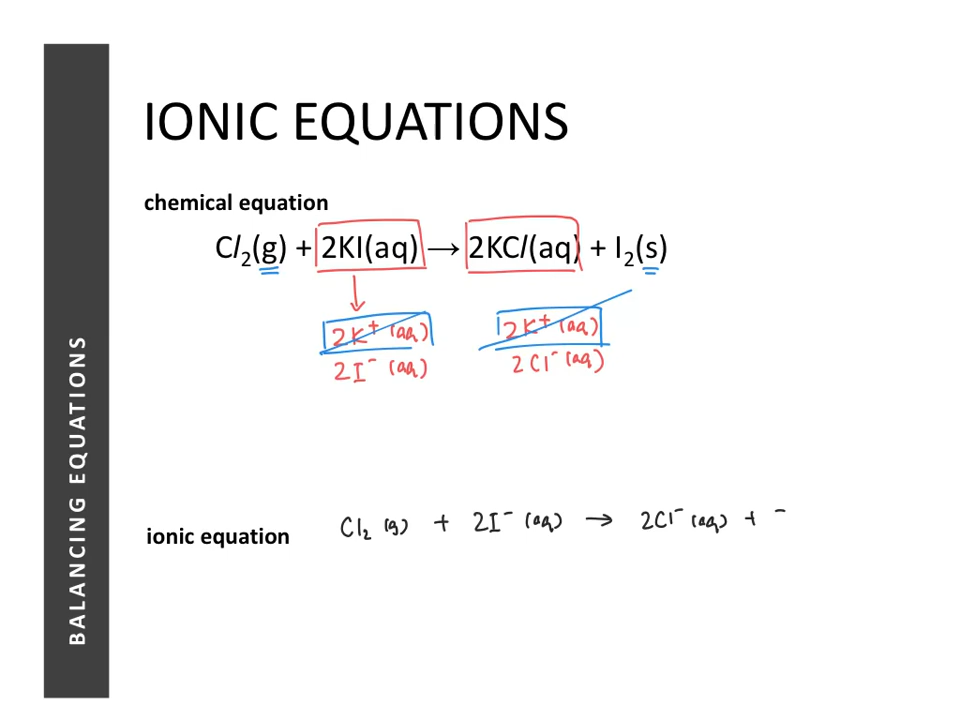 BALANCING EQUATIONS
IONIC EQUATIONS
chemical equation
Cl₂(g) + 2KI(aq) → 2KCl(aq) + I₂(s)
2K⁺ (aq) 2K⁺ (aq)
2I⁻ (aq) 2Cl⁻ (aq)
ionic equation Cl₂ (g) + 2I⁻ (aq) → 2Cl⁻ (aq) +